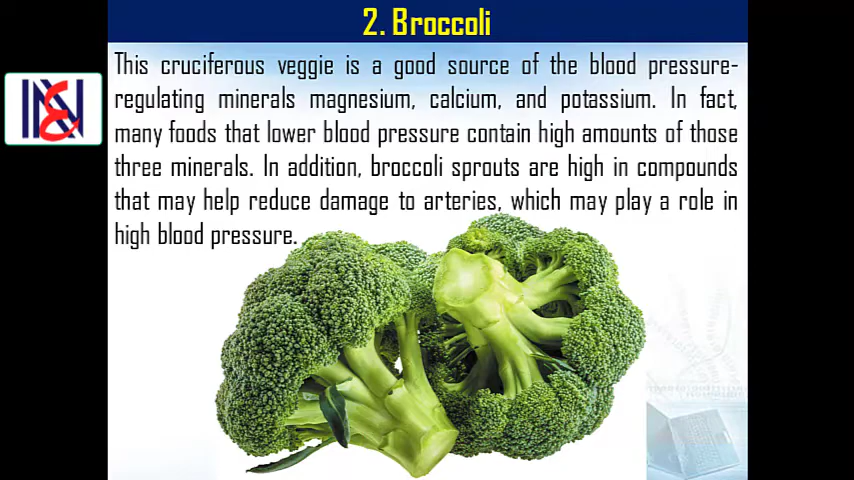 2. Broccoli
This cruciferous veggie is a good source of the blood pressure-
regulating minerals magnesium, calcium, and potassium. In fact,
many foods that lower blood pressure contain high amounts of those
three minerals. In addition, broccoli sprouts are high in compounds
that may help reduce damage to arteries, which may play a role in
high blood pressure.